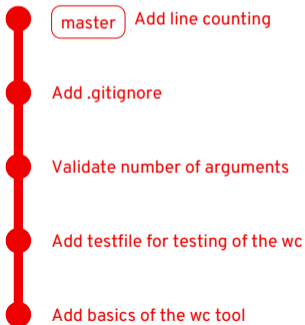 master Add line counting
Add .gitignore
Validate number of arguments
Add testfile for testing of the wc
Add basics of the wc tool